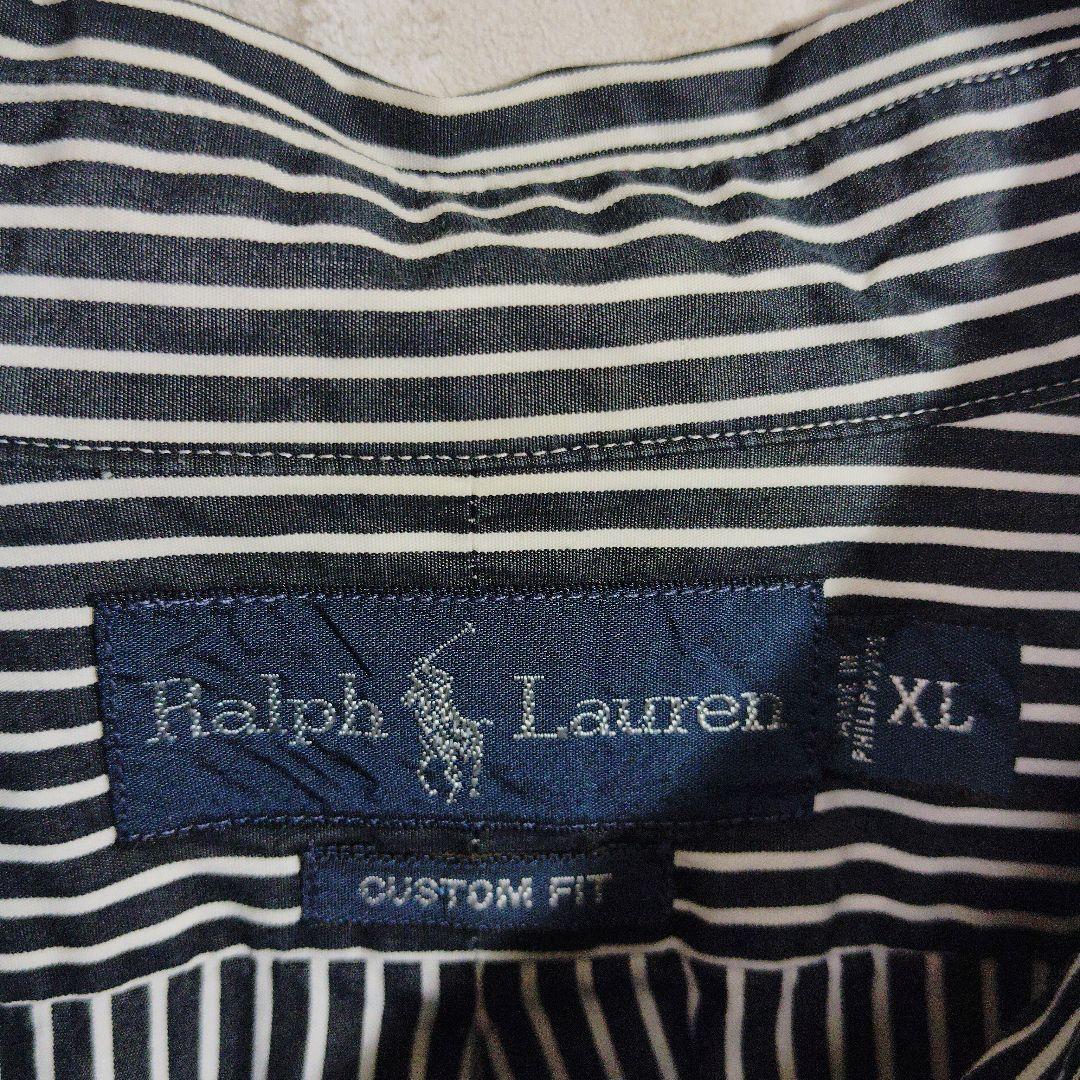 Ralph Lauren
MADE IN
PHILIPPINES
XL
CUSTOM FIT